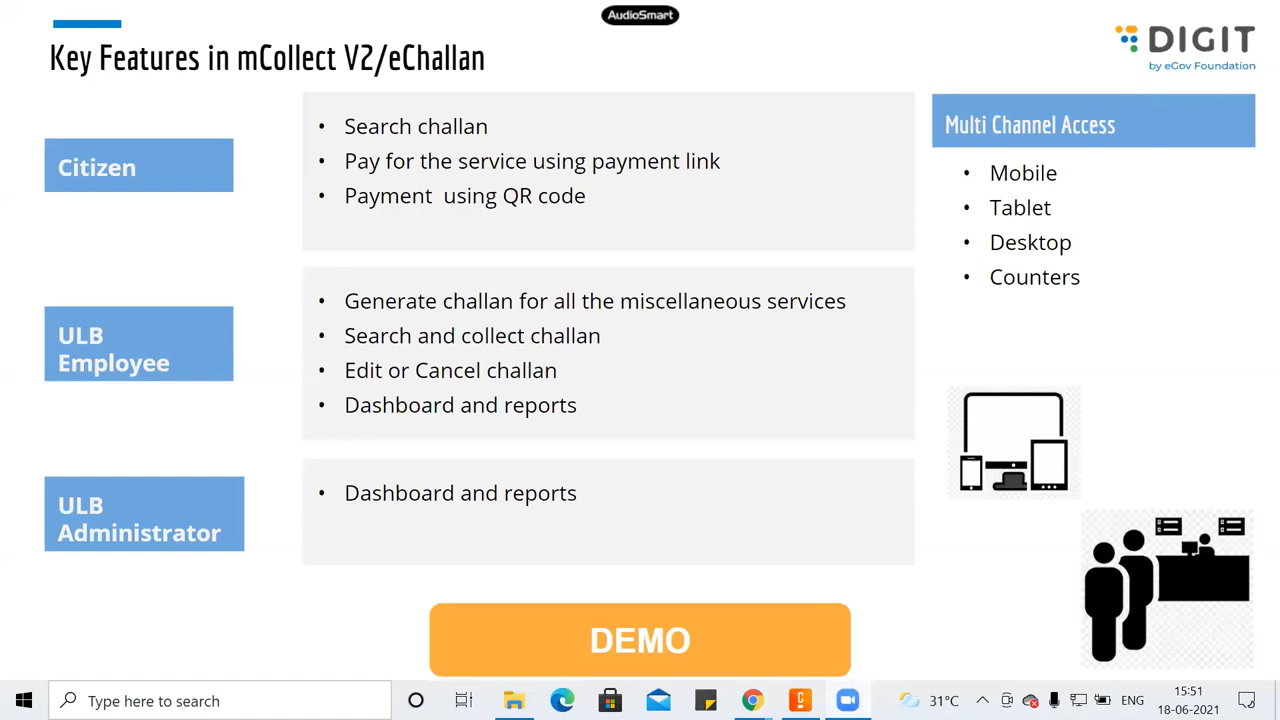 AudioSmart
Key Features in mCollect V2/eChallan
DIGIT
by eGov Foundation
Citizen
• Search challan
• Pay for the service using payment link
• Payment using QR code
Multi Channel Access
• Mobile
• Tablet
• Desktop
• Counters
ULB
Employee
• Generate challan for all the miscellaneous services
• Search and collect challan
• Edit or Cancel challan
• Dashboard and reports
ULB
Administrator
• Dashboard and reports
DEMO
Type here to search
31°C
ENG
15:51
18-06-2021